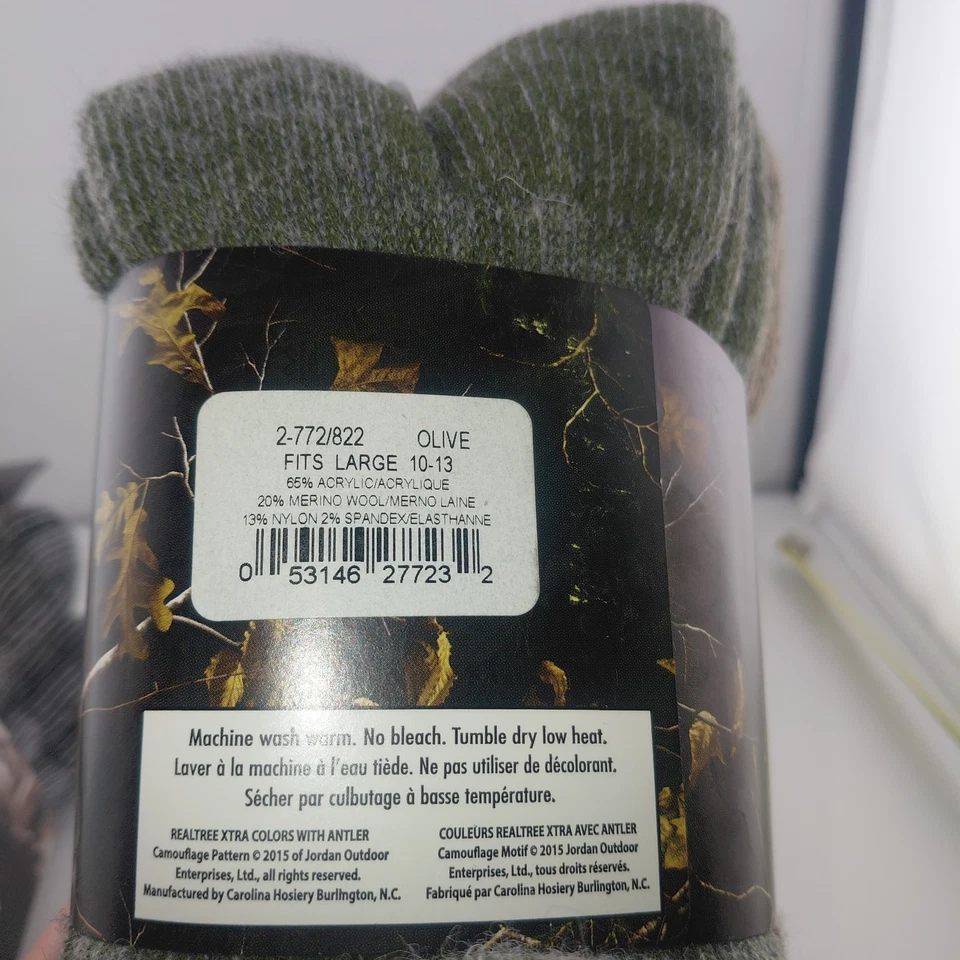 2-772/822 OLIVE
FITS LARGE 10-13
65% ACRYLIC/ACRYLIQUE
20% MERINO WOOL/MERNO LAINE
13% NYLON 2% SPANDEX/ELASTHANNE
0 53146 27723 2
Machine wash warm. No bleach. Tumble dry low heat.
Laver à la machine à l'eau tiède. Ne pas utiliser de décolorant.
Sécher par culbutage à basse température.
REALTREE XTRA COLORS WITH ANTLER
Camouflage Pattern © 2015 of Jordan Outdoor
Enterprises, Ltd., all rights reserved.
Manufactured by Carolina Hosiery Burlington, N.C.
COULEURS REALTREE XTRA AVEC ANTLER
Camouflage Motif © 2015 Jordan Outdoor
Enterprises, Ltd., tous droits réservés.
Fabriqué par Carolina Hosiery Burlington, N.C.